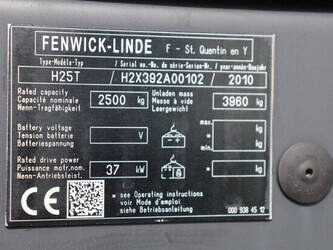 FENWICK-LINDE F - St. Quentin en Y
Type-Modèle-Typ / Serial no.-No. de série-Series-Nr. / year-année-Baujahr
H25T / H2X392A00102 / 2010
Rated capacity
Capacité nominale
Nenn-Tragfähigkeit
2500 kg
Unladen mass
Masse à vide
Leergewicht
3960 kg
Battery voltage
Tension batterie
Batteriespannung
V
max kg
min kg
Rated drive power
Puissance motr.nom.
Nenn-Antriebsleist.
37 kW
CE
see Operating instructions
voir Mode d'emploi
siehe Betriebsanleitung
000 938 45 12